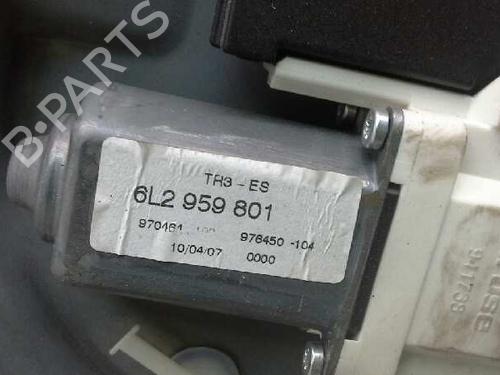 B-PARTS
TR3 - ES
6L2 959 801
970461 976450 -104
10/04/07 0000